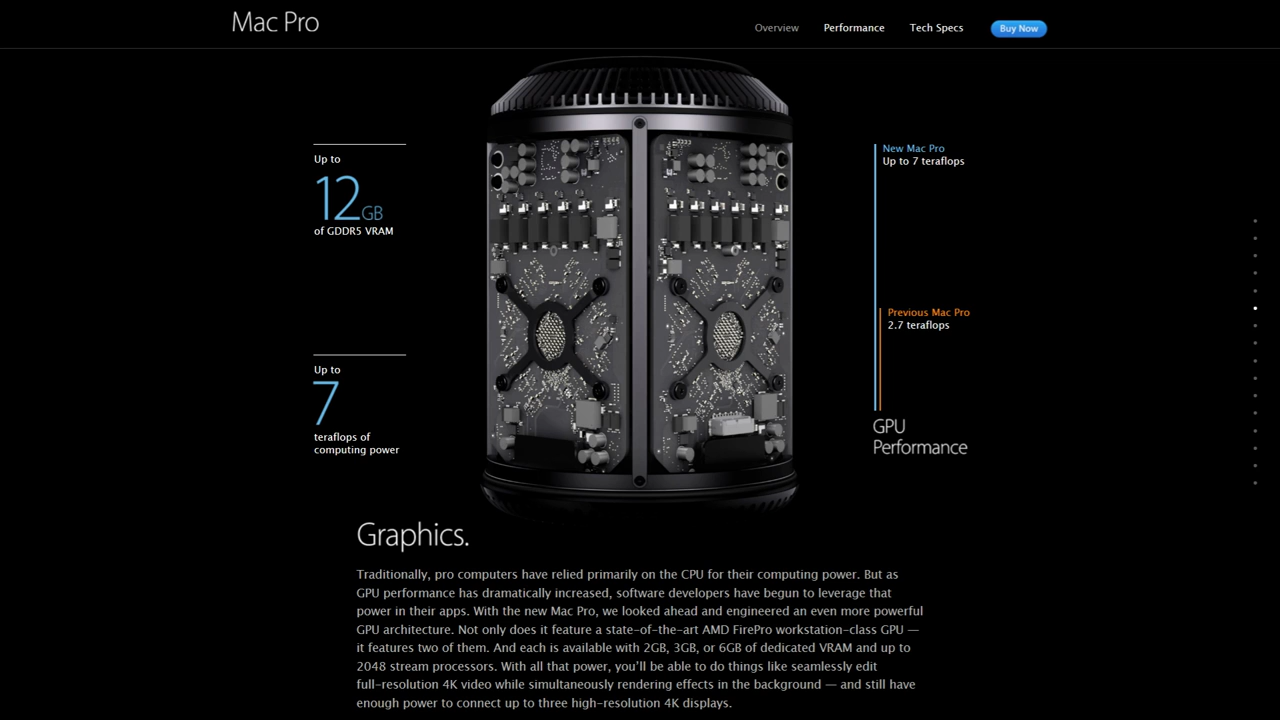 Mac Pro
Overview
Performance
Tech Specs
Buy Now
Up to
12GB
of GDDR5 VRAM
Up to
7
teraflops of
computing power
New Mac Pro
Up to 7 teraflops
Previous Mac Pro
2.7 teraflops
GPU
Performance
Graphics.
Traditionally, pro computers have relied primarily on the CPU for their computing power. But as
GPU performance has dramatically increased, software developers have begun to leverage that
power in their apps. With the new Mac Pro, we looked ahead and engineered an even more powerful
GPU architecture. Not only does it feature a state-of-the-art AMD FirePro workstation-class GPU —
it features two of them. And each is available with 2GB, 3GB, or 6GB of dedicated VRAM and up to
2048 stream processors. With all that power, you’ll be able to do things like seamlessly edit
full-resolution 4K video while simultaneously rendering effects in the background — and still have
enough power to connect up to three high-resolution 4K displays.